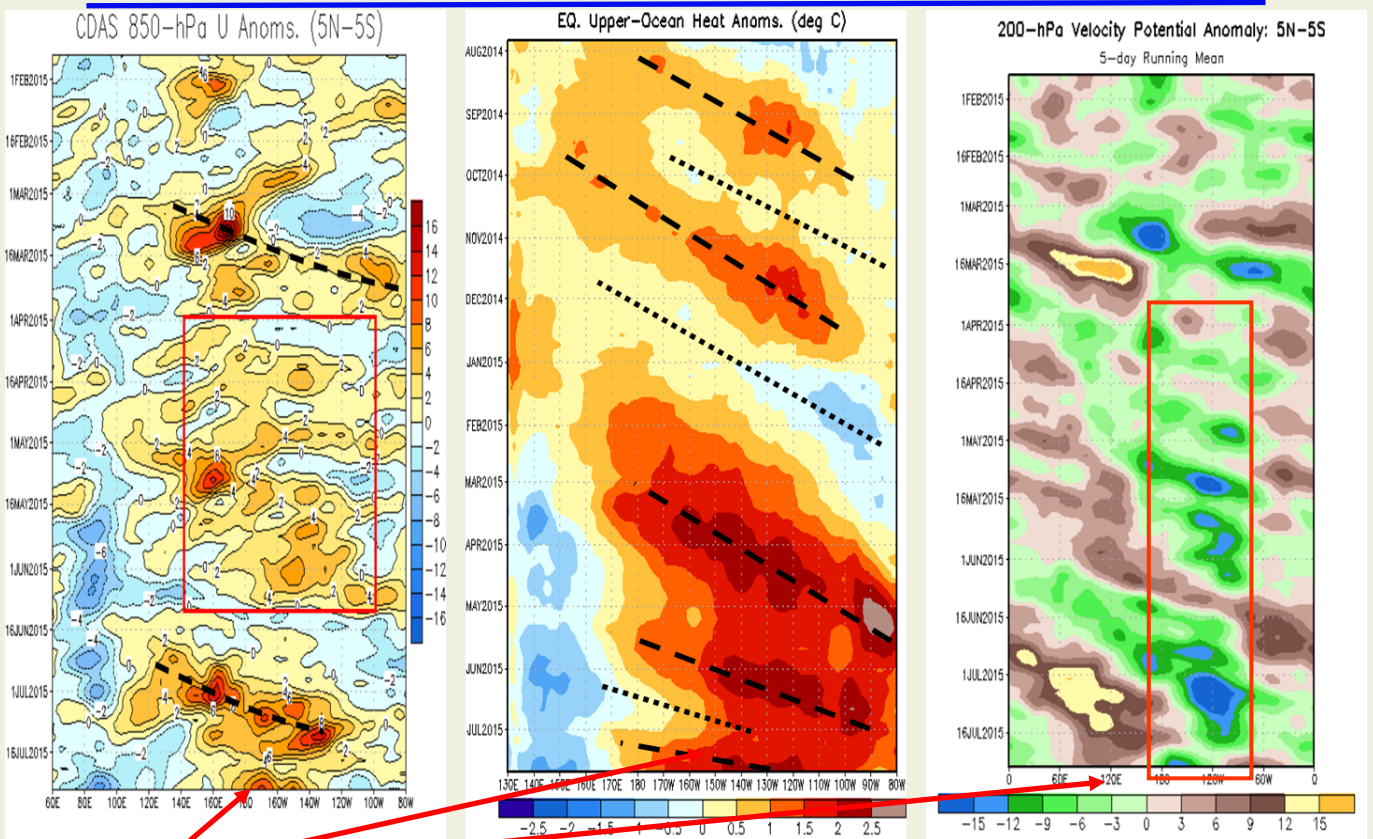 CDAS 850-hPa U Anoms. (5N-5S)
1FEB2015
16FEB2015
1MAR2015
16MAR2015
1APR2015
16APR2015
1MAY2015
16MAY2015
1JUN2015
16JUN2015
1JUL2015
16JUL2015
60E 80E 100E 120E 140E 160E 180 160W 140W 120W 100W 80W
16
14
12
10
8
6
4
2
0
-2
-4
-6
-8
-10
-12
-14
-16
EQ. Upper-Ocean Heat Anoms. (deg C)
AUG2014
SEP2014
OCT2014
NOV2014
DEC2014
JAN2015
FEB2015
MAR2015
APR2015
MAY2015
JUN2015
JUL2015
130E 140E 150E 160E 170E 180 170W 160W 150W 140W 130W 120W 110W 100W 90W 80W
-2.5 -2 -1.5 -1 -0.5 0 0.5 1 1.5 2 2.5
200-hPa Velocity Potential Anomaly: 5N-5S
5-day Running Mean
1FEB2015
16FEB2015
1MAR2015
16MAR2015
1APR2015
16APR2015
1MAY2015
16MAY2015
1JUN2015
16JUN2015
1JUL2015
16JUL2015
0 60E 120E 180 120W 60W 0
-15 -12 -9 -6 -3 0 3 6 9 12 15